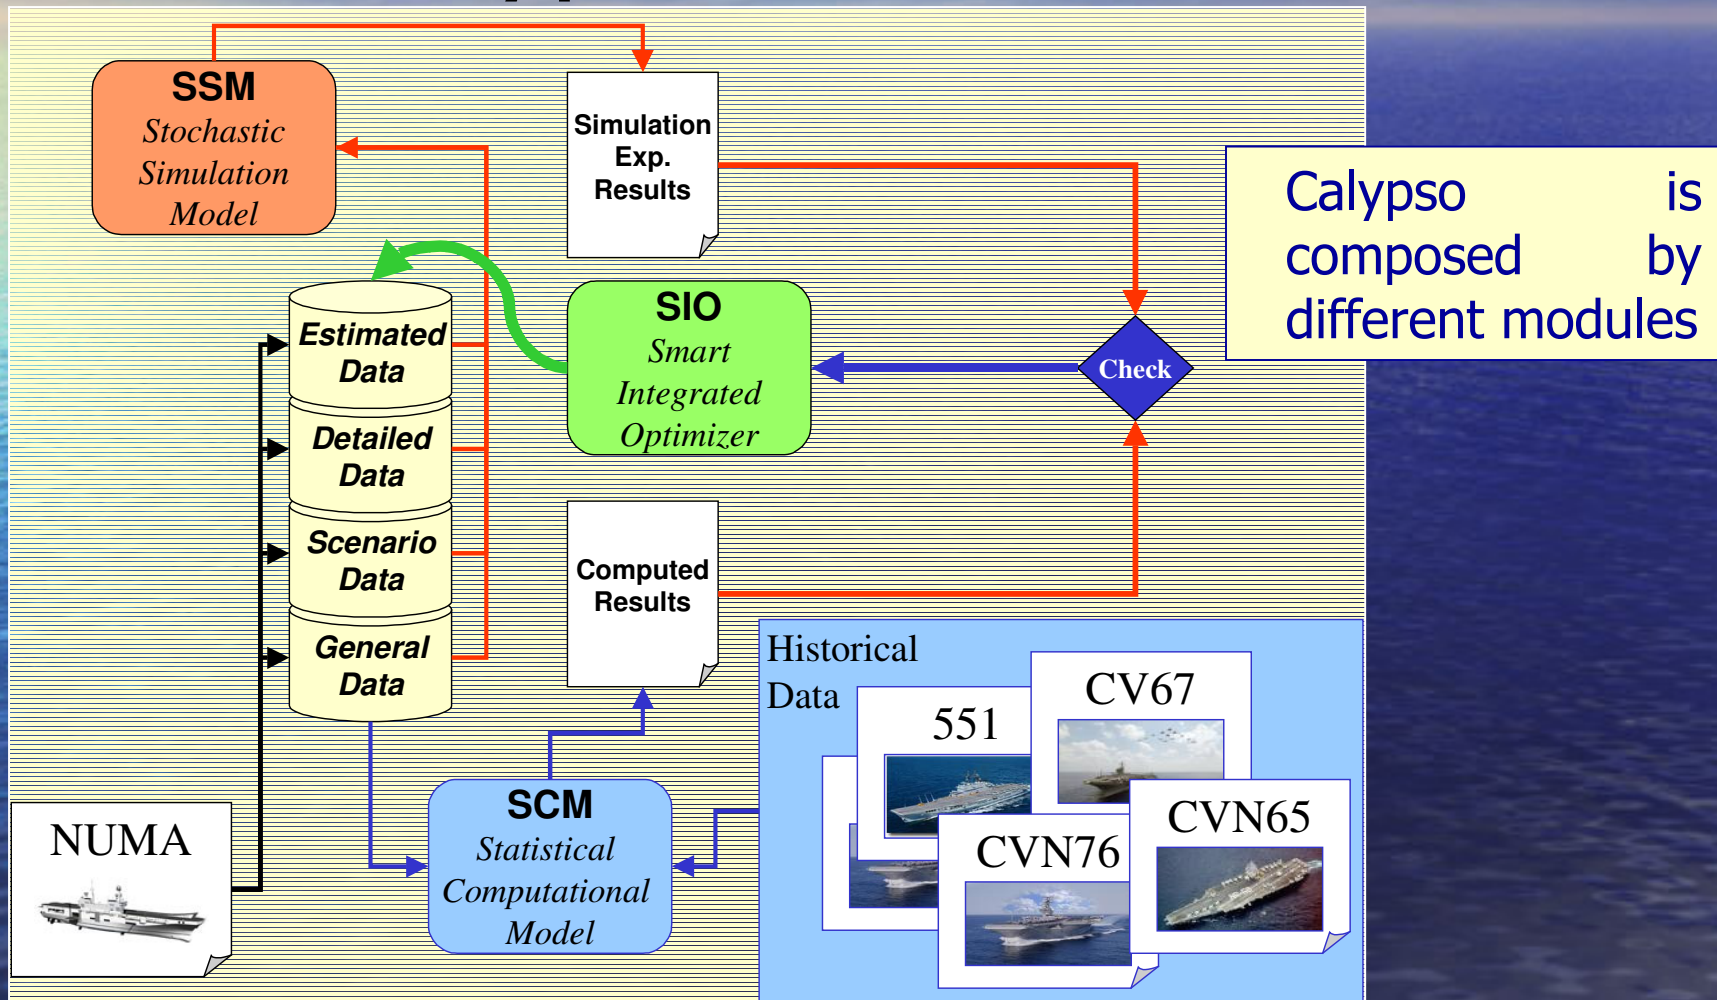 SSM
Stochastic
Simulation
Model
Simulation
Exp.
Results
Calypso is
composed by
different modules
Estimated
Data
SIO
Smart
Integrated
Optimizer
Check
Detailed
Data
Scenario
Data
Computed
Results
General
Data
Historical
Data
551
CV67
SCM
Statistical
Computational
Model
CVN76
CVN65
NUMA